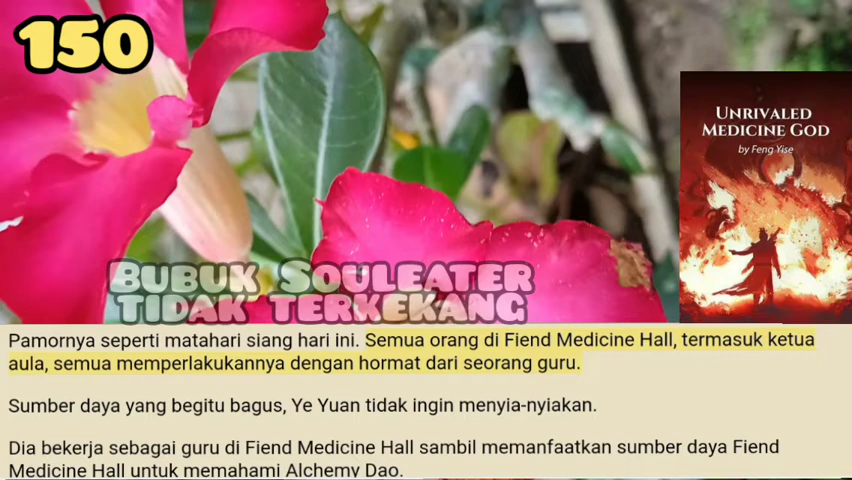 150
UNRIVALED
MEDICINE GOD
by Feng Yise
BUBUK SOULEATER
TIDAK TERKEKANG
Pamornya seperti matahari siang hari ini. Semua orang di Fiend Medicine Hall, termasuk ketua
aula, semua memperlakukannya dengan hormat dari seorang guru.
Sumber daya yang begitu bagus, Ye Yuan tidak ingin menyia-nyiakan.
Dia bekerja sebagai guru di Fiend Medicine Hall sambil memanfaatkan sumber daya Fiend
Medicine Hall untuk memahami Alchemy Dao.